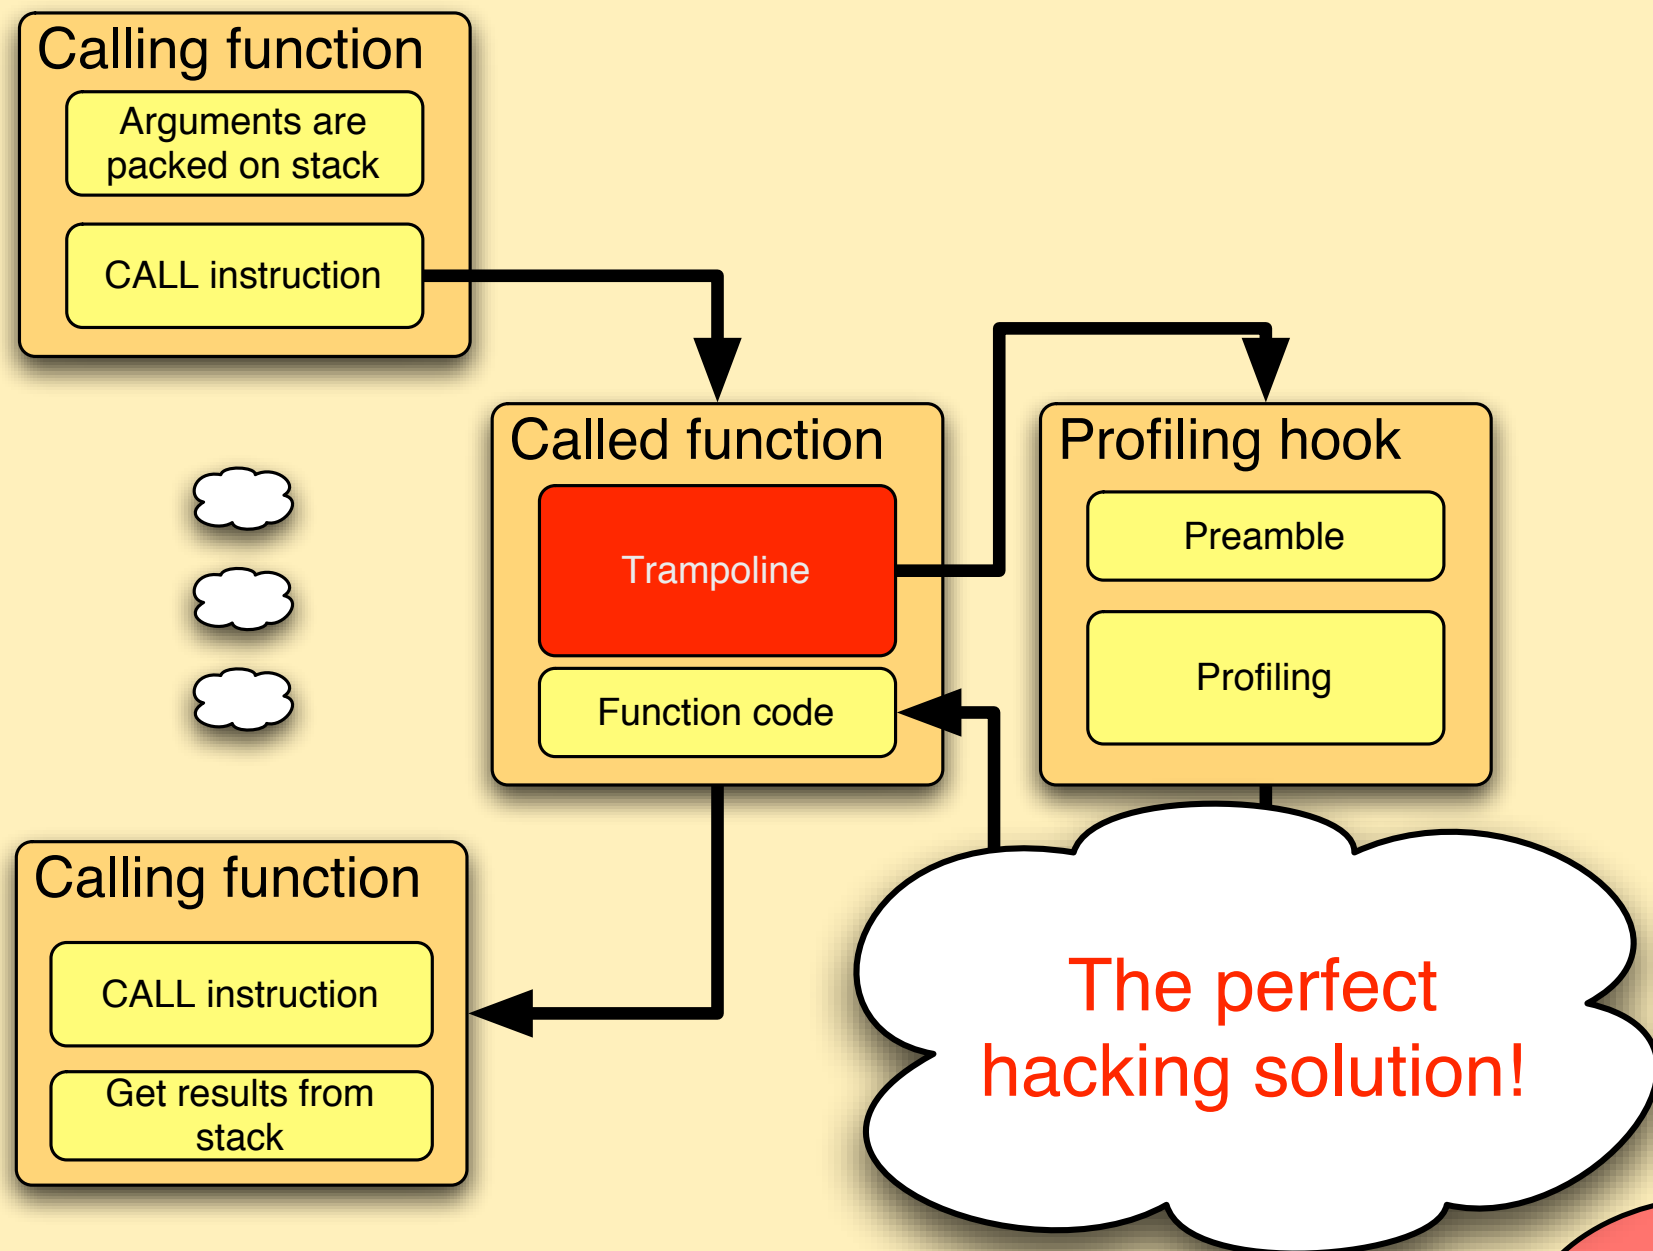 Calling function
Arguments are
packed on stack
CALL instruction
Called function
Trampoline
Function code
Profiling hook
Preamble
Profiling
Calling function
CALL instruction
Get results from
stack
The perfect
hacking solution!